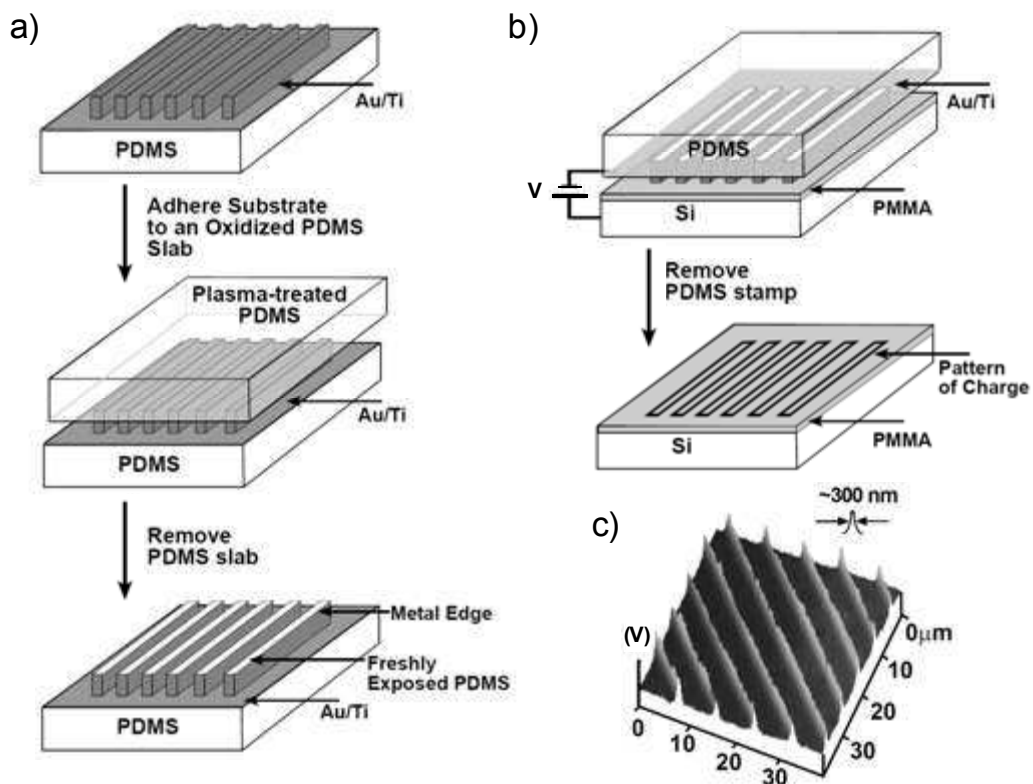 a)
Au/Ti
PDMS
Adhere Substrate
to an Oxidized PDMS
Slab
Plasma-treated
PDMS
Au/Ti
PDMS
Remove
PDMS slab
Metal Edge
Freshly
Exposed PDMS
Au/Ti
PDMS
b)
Au/Ti
PDMS
V
PMMA
Si
Remove
PDMS stamp
Pattern
of Charge
PMMA
Si
c)
~300 nm
(V)
0μm
10
20
30
0
10
20
30